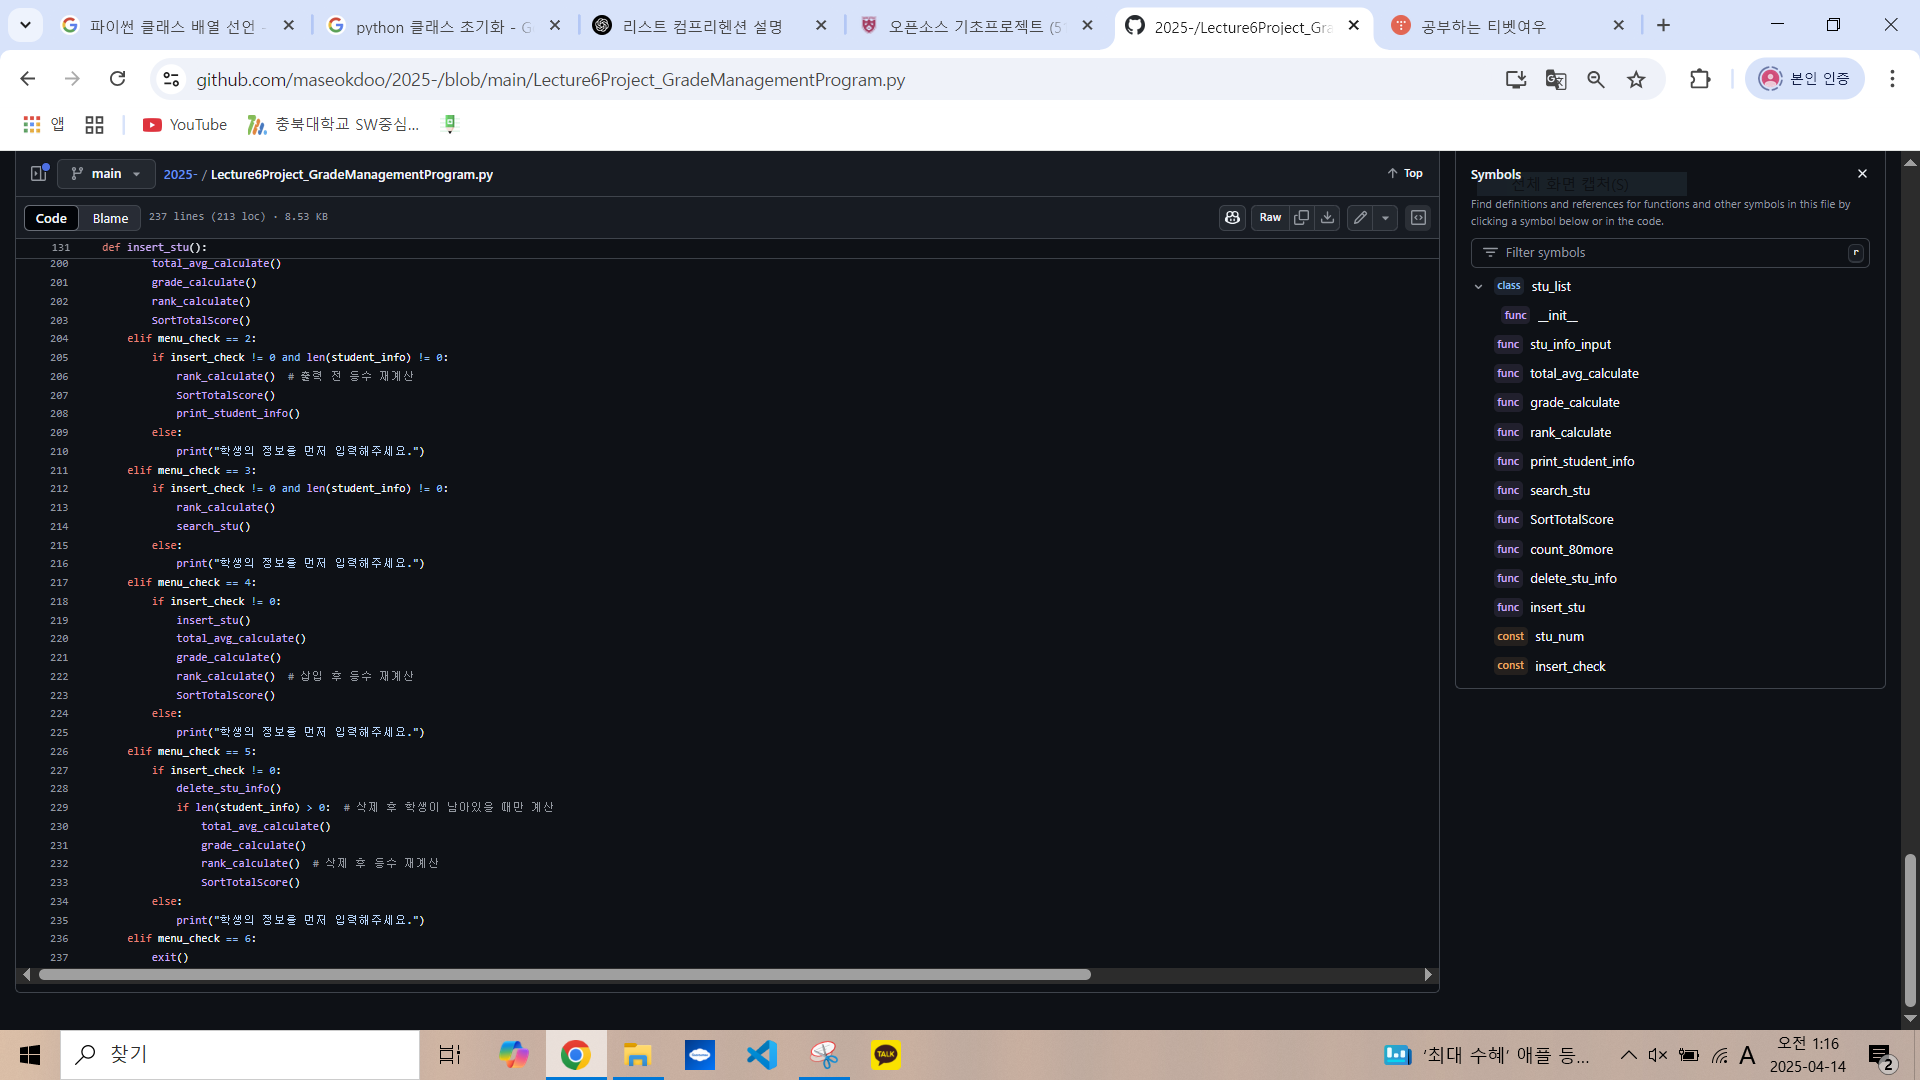 파이썬 클래스 배열 선언 -
python 클래스 초기화 - G
리스트 컴프리헨션 설명
오픈소스 기초프로젝트 (5
2025-/Lecture6Project_Gra
공부하는 티벳여우
github.com/maseokdoo/2025-/blob/main/Lecture6Project_GradeManagementProgram.py
본인 인증
앱
YouTube
충북대학교 SW중심...
main
2025- / Lecture6Project_GradeManagementProgram.py
Top
Code
Blame
237 lines (213 loc) · 8.53 KB
Raw
131 def insert_stu():
200 total_avg_calculate()
201 grade_calculate()
202 rank_calculate()
203 SortTotalScore()
204 elif menu_check == 2:
205 if insert_check != 0 and len(student_info) != 0:
206 rank_calculate() # 출력 전 등수 재계산
207 SortTotalScore()
208 print_student_info()
209 else:
210 print("학생의 정보를 먼저 입력해주세요.")
211 elif menu_check == 3:
212 if insert_check != 0 and len(student_info) != 0:
213 rank_calculate()
214 search_stu()
215 else:
216 print("학생의 정보를 먼저 입력해주세요.")
217 elif menu_check == 4:
218 if insert_check != 0:
219 insert_stu()
220 total_avg_calculate()
221 grade_calculate()
222 rank_calculate() # 삽입 후 등수 재계산
223 SortTotalScore()
224 else:
225 print("학생의 정보를 먼저 입력해주세요.")
226 elif menu_check == 5:
227 if insert_check != 0:
228 delete_stu_info()
229 if len(student_info) > 0: # 삭제 후 학생이 남아있을 때만 계산
230 total_avg_calculate()
231 grade_calculate()
232 rank_calculate() # 삭제 후 등수 재계산
233 SortTotalScore()
234 else:
235 print("학생의 정보를 먼저 입력해주세요.")
236 elif menu_check == 6:
237 exit()
Symbols
전체 화면 캡처(S)
Find definitions and references for functions and other symbols in this file by
clicking a symbol below or in the code.
Filter symbols
r
class stu_list
func __init__
func stu_info_input
func total_avg_calculate
func grade_calculate
func rank_calculate
func print_student_info
func search_stu
func SortTotalScore
func count_80more
func delete_stu_info
func insert_stu
const stu_num
const insert_check
찾기
TALK
'최대 수혜' 애플 등...
A
오전 1:16
2025-04-14
2